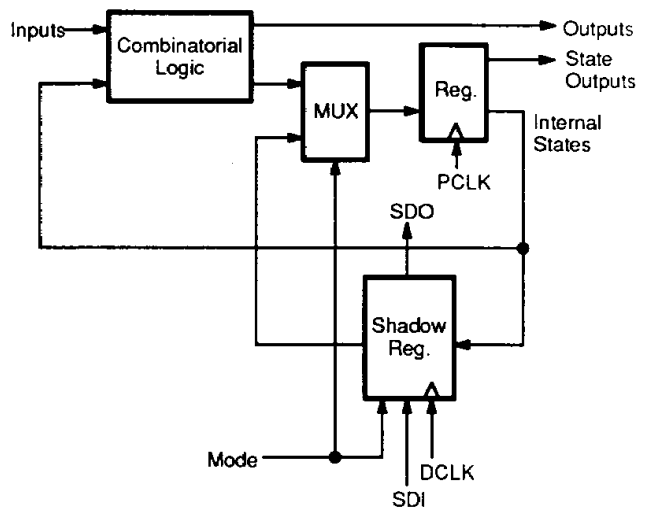 Inputs
Combinatorial
Logic
Outputs
State
Outputs
MUX
Reg.
Internal
States
PCLK
SDO
Shadow
Reg.
Mode
DCLK
SDI